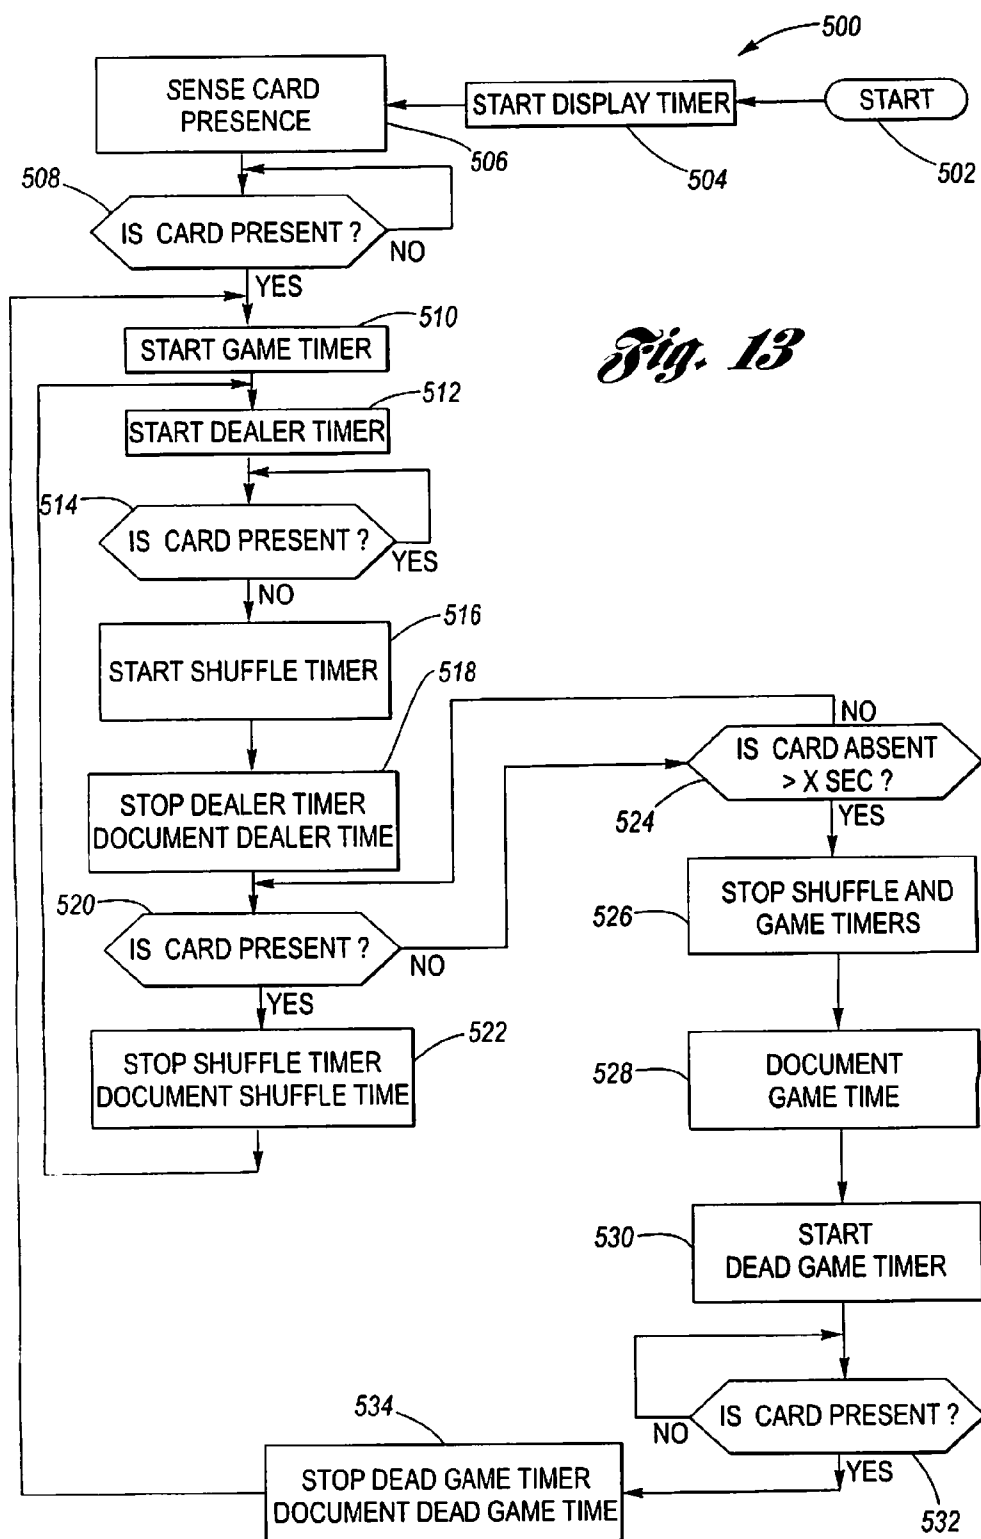 500
START
502
START DISPLAY TIMER
504
SENSE CARD
PRESENCE
506
508
IS CARD PRESENT ?
NO
YES
510
START GAME TIMER
Fig. 13
512
START DEALER TIMER
514
IS CARD PRESENT ?
YES
NO
516
START SHUFFLE TIMER
518
STOP DEALER TIMER
DOCUMENT DEALER TIME
520
IS CARD PRESENT ?
NO
YES
522
STOP SHUFFLE TIMER
DOCUMENT SHUFFLE TIME
NO
IS CARD ABSENT
> X SEC ?
524
YES
526
STOP SHUFFLE AND
GAME TIMERS
528
DOCUMENT
GAME TIME
530
START
DEAD GAME TIMER
IS CARD PRESENT ?
NO
YES
532
534
STOP DEAD GAME TIMER
DOCUMENT DEAD GAME TIME